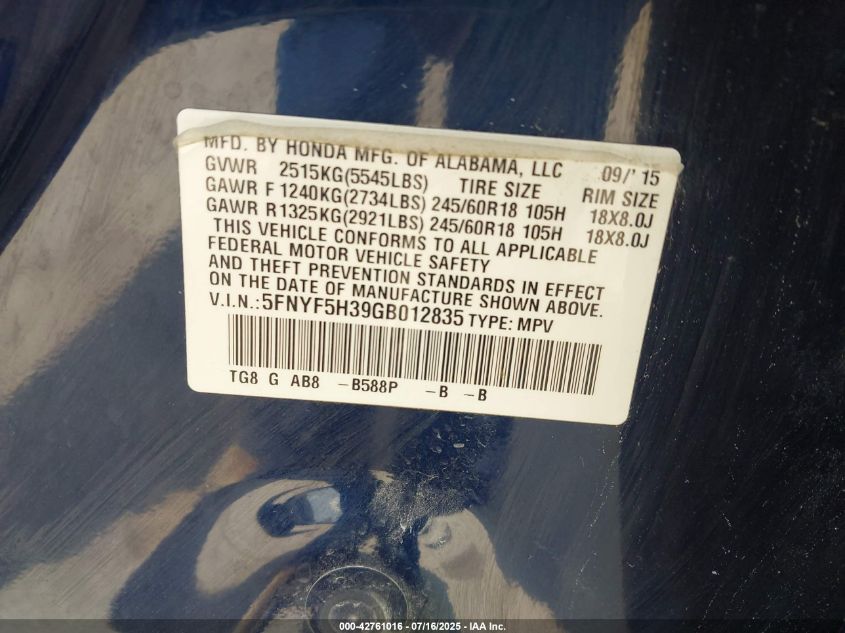 MFD. BY HONDA MFG. OF ALABAMA, LLC 09/' 15
GVWR 2515KG(5545LBS) TIRE SIZE RIM SIZE
GAWR F 1240KG(2734LBS) 245/60R18 105H 18X8.0J
GAWR R 1325KG(2921LBS) 245/60R18 105H 18X8.0J
THIS VEHICLE CONFORMS TO ALL APPLICABLE
FEDERAL MOTOR VEHICLE SAFETY
AND THEFT PREVENTION STANDARDS IN EFFECT
ON THE DATE OF MANUFACTURE SHOWN ABOVE.
V.I.N.: 5FNYF5H39GB012835 TYPE: MPV
TG8 G AB8 -B588P -B -B
000-42761016 - 07/16/2025 - IAA Inc.